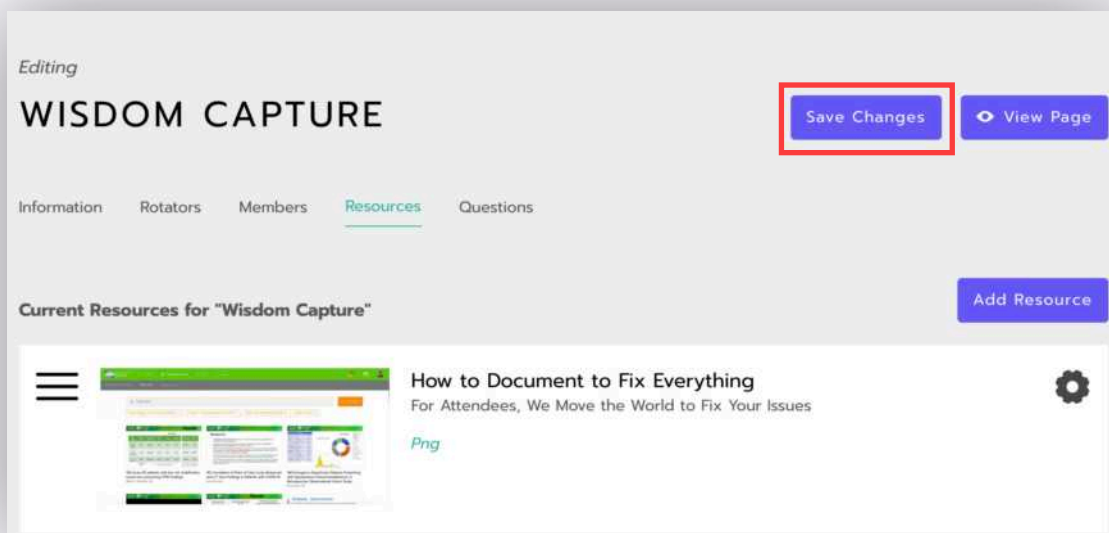 Editing
WISDOM CAPTURE
Save Changes
View Page
Information Rotators Members Resources Questions
Current Resources for "Wisdom Capture"
Add Resource
How to Document to Fix Everything
For Attendees, We Move the World to Fix Your Issues
Png